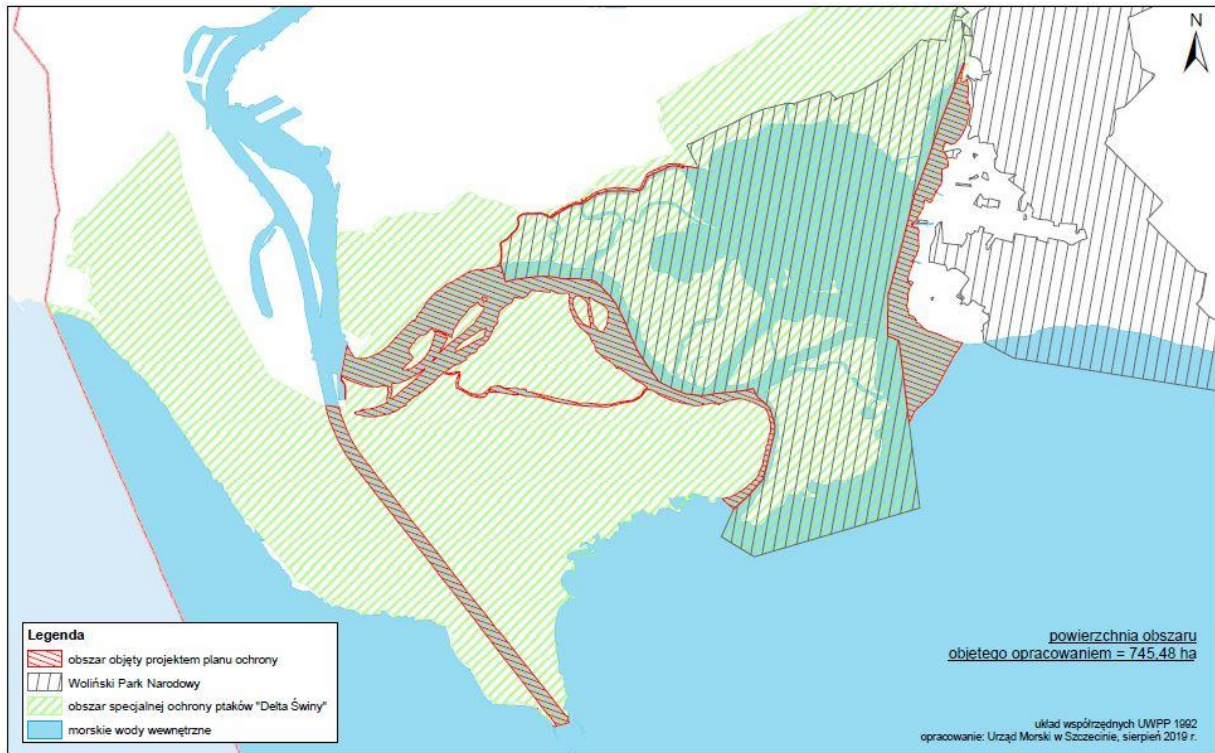 N
Legenda
obszar objęty projektem planu ochrony
Woliński Park Narodowy
obszar specjalnej ochrony ptaków "Delta Świny"
morskie wody wewnętrzne
powierzchnia obszaru
objętego opracowaniem = 745,48 ha
układ współrzędnych UWPP 1992
opracowanie: Urząd Morski w Szczecinie, sierpień 2019 r.